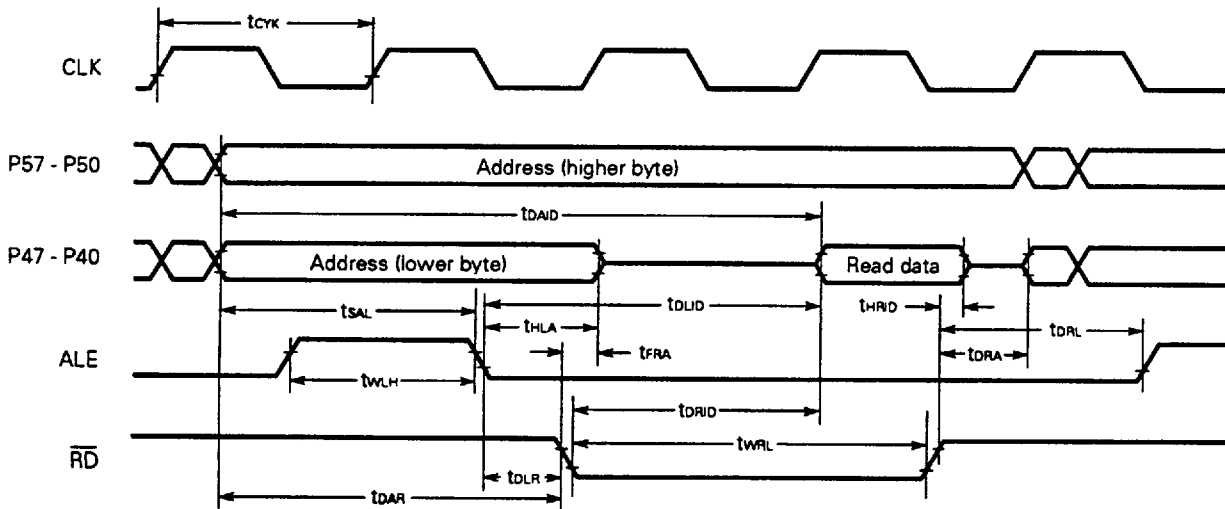 tCYK
CLK
P57 - P50
Address (higher byte)
tDAID
P47 - P40
Address (lower byte)
Read data
tSAL
tDLID
tHRID
tHLA
tDRL
ALE
tFRA
tDRA
tWLH
tDRID
RD
tWRL
tDLR
tDAR